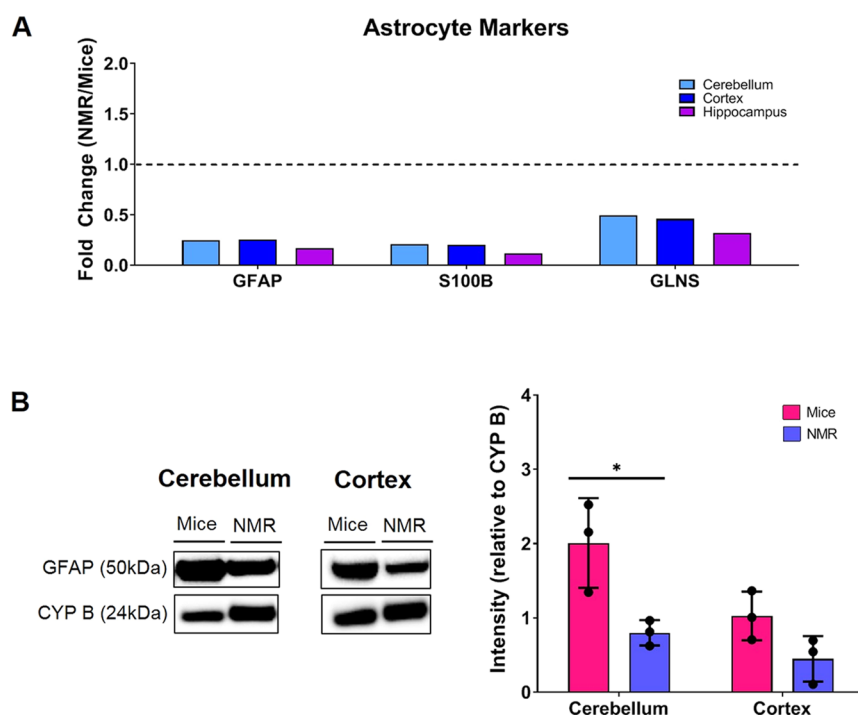 A
Astrocyte Markers
Fold Change (NMR/Mice)
2.0
1.5
1.0
0.5
0.0
Cerebellum
Cortex
Hippocampus
GFAP S100B GLNS
B
Cerebellum Cortex
Mice NMR Mice NMR
GFAP (50kDa)
CYP B (24kDa)
Intensity (relative to CYP B)
4
3
2
1
0
Mice
NMR
*
Cerebellum Cortex